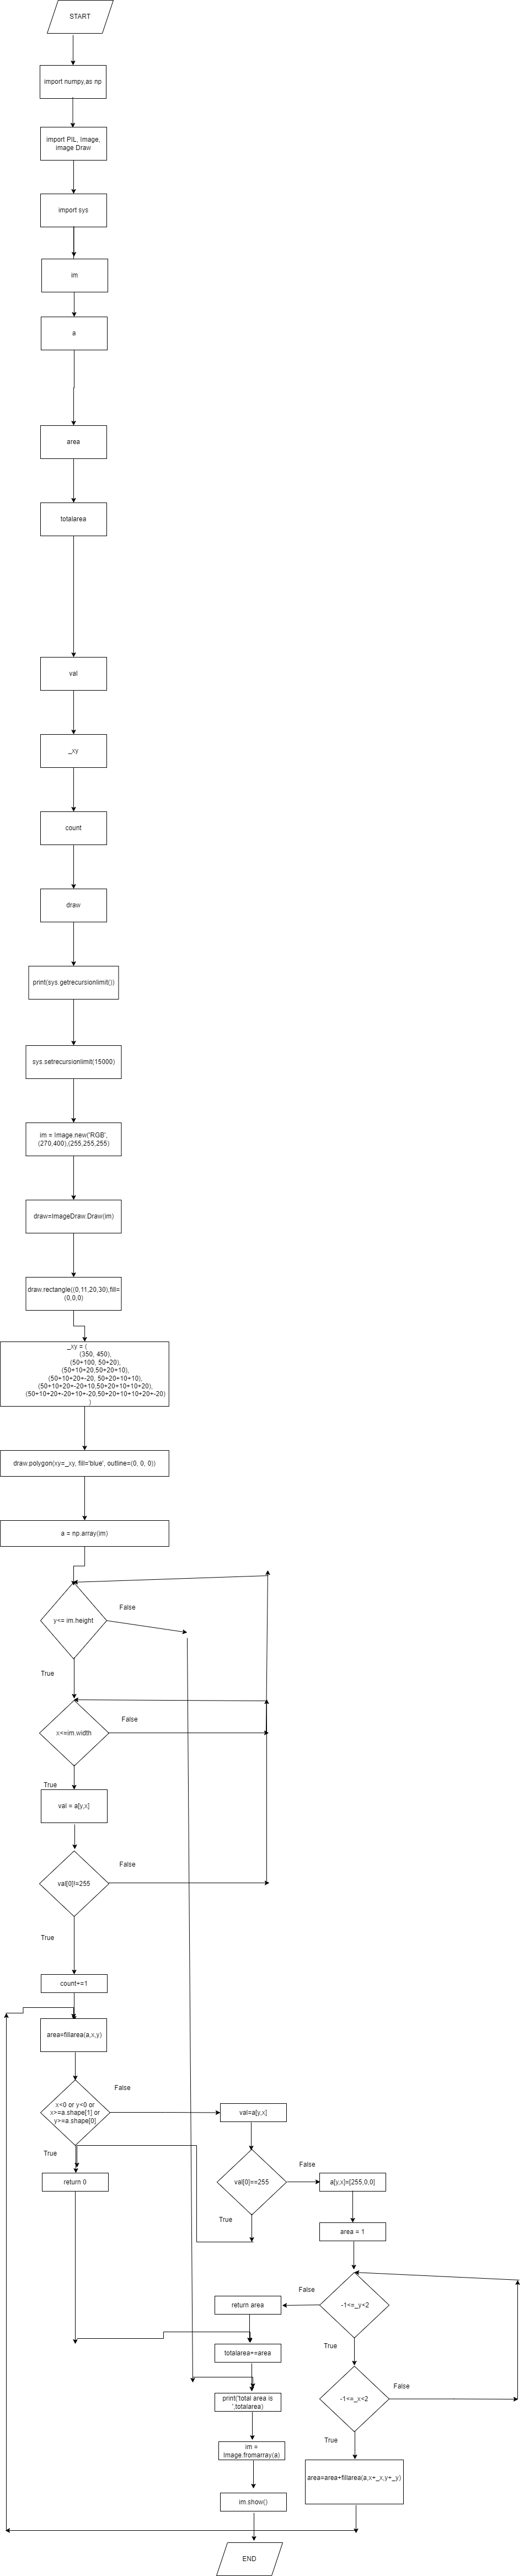 START
import numpy,as np
import PIL, Image,
image Draw
import sys
im
a
area
totalarea
val
_xy
count
draw
print(sys.getrecursionlimit())
sys.setrecursionlimit(15000)
im = Image.new('RGB',
(270,400),(255,255,255)
draw=ImageDraw.Draw(im)
draw.rectangle((0,11,20,30),fill=
(0,0,0)
_xy = (
(350, 450),
(50+100, 50+20),
(50+10+20,50+20+10),
(50+10+20+-20, 50+20+10+10),
(50+10+20+-20+10,50+20+10+10+20),
(50+10+20+-20+10+-20,50+20+10+10+20+-20)
)
draw.polygon(xy=_xy, fill='blue', outline=(0, 0, 0))
a = np.array(im)
False
y<= im.height
True
False
x<=im.width
True
val = a[y,x]
False
val[0]!=255
True
count+=1
area=fillarea(a,x,y)
False
x<0 or y<0 or
x>=a.shape[1] or
y>=a.shape[0]
val=a[y,x]
True
False
return 0
val[0]==255
a[y,x]=[255,0,0]
True
area = 1
False
return area
-1<=_y<2
True
totalarea+=area
False
print('total area is
',totalarea)
-1<=_x<2
True
im =
Image.fromarray(a)
area=area+fillarea(a,x+_x,y+_y)
im.show()
END